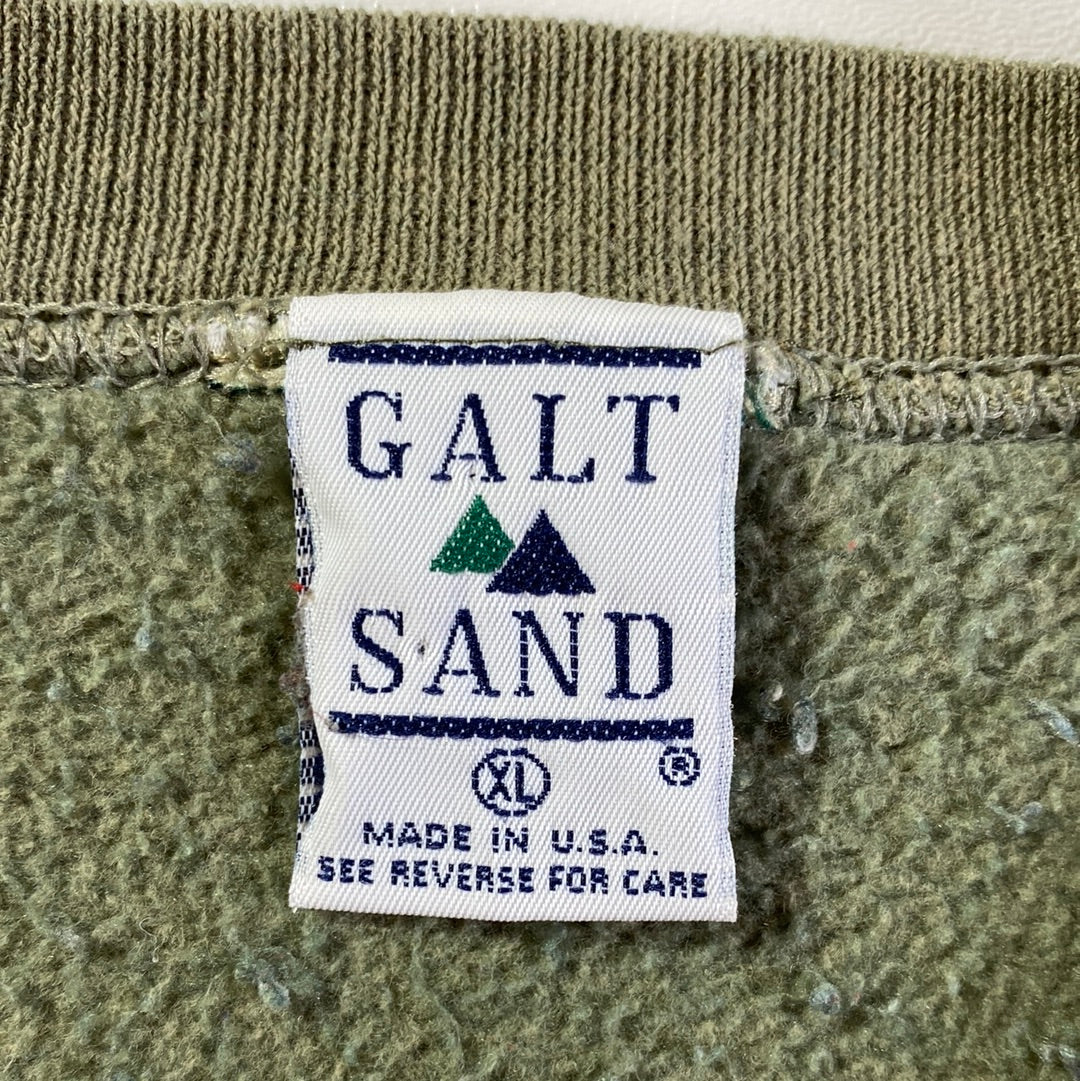 GALT
SAND
®
XL
MADE IN U.S.A.
SEE REVERSE FOR CARE